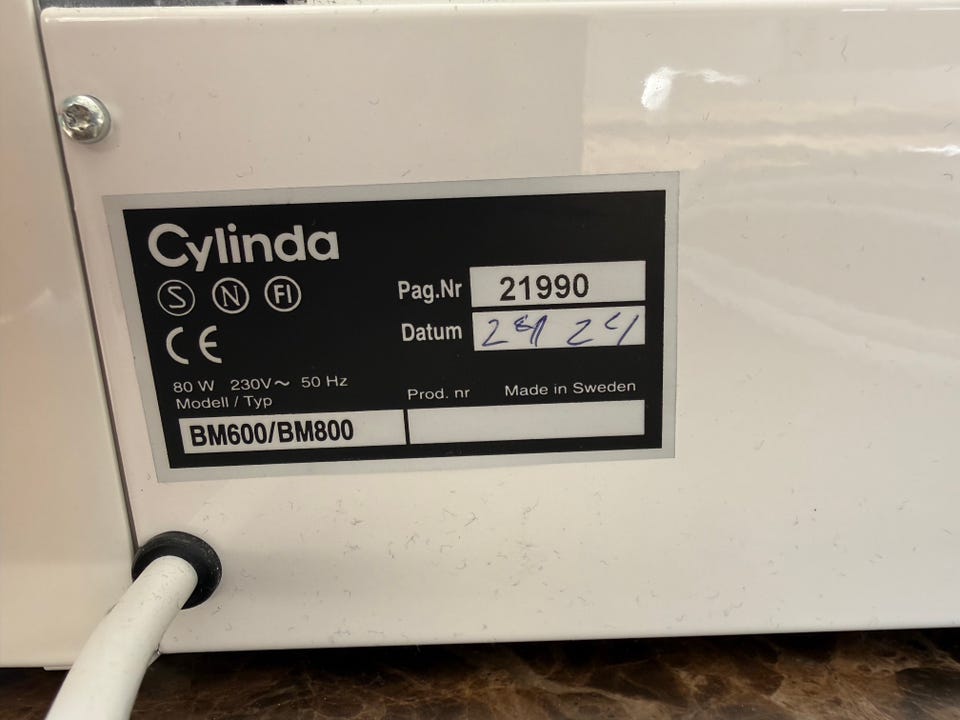 Cylinda
S N FI
CE
Pag.Nr 21990
Datum
80 W 230V~ 50 Hz
Modell / Typ
Prod. nr Made in Sweden
BM600/BM800